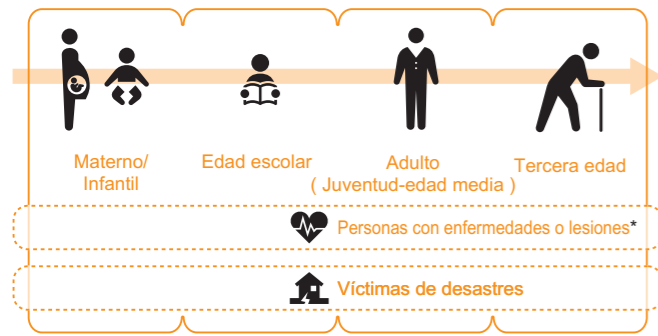 Materno/
Infantil
Edad escolar
Adulto
( Juventud-edad media )
Tercera edad
Personas con enfermedades o lesiones*
Víctimas de desastres